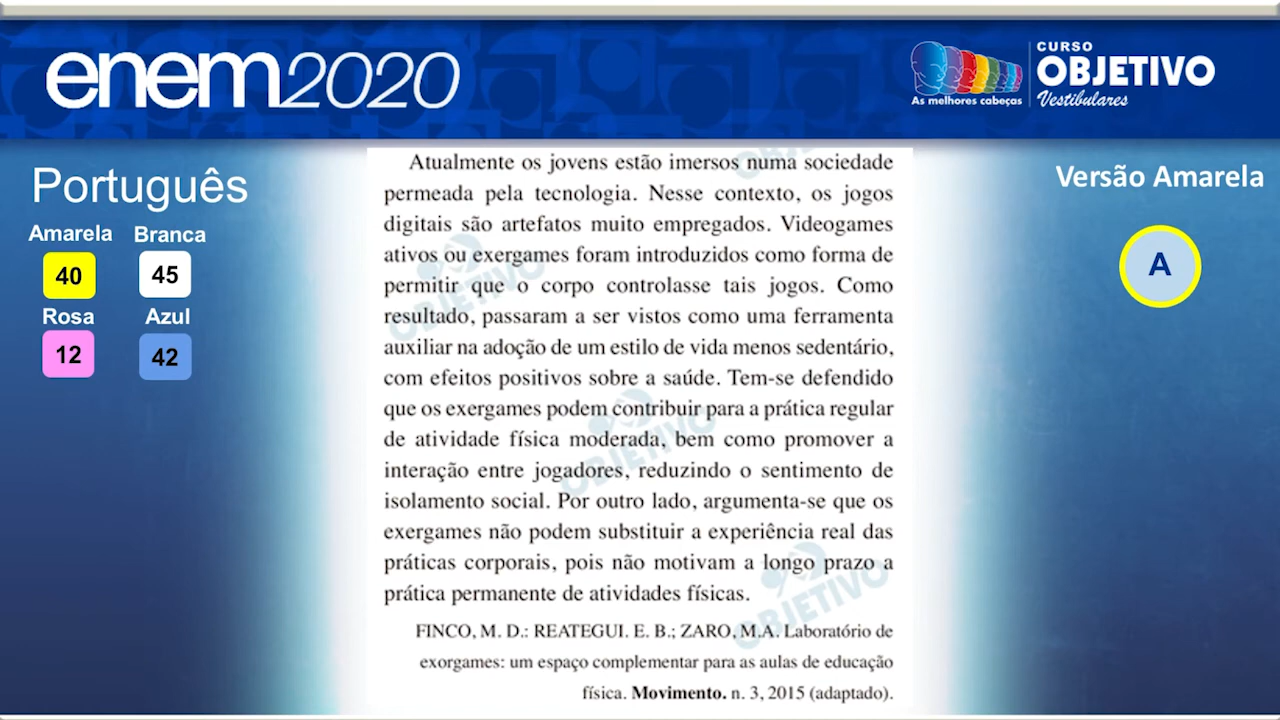 enem2020
CURSO
OBJETIVO
Vestibulares
As melhores cabeças
Português
Amarela Branca
40 45
Rosa Azul
12 42
Atualmente os jovens estão imersos numa sociedade
permeada pela tecnologia. Nesse contexto, os jogos
digitais são artefatos muito empregados. Videogames
ativos ou exergames foram introduzidos como forma de
permitir que o corpo controlasse tais jogos. Como
resultado, passaram a ser vistos como uma ferramenta
auxiliar na adoção de um estilo de vida menos sedentário,
com efeitos positivos sobre a saúde. Tem-se defendido
que os exergames podem contribuir para a prática regular
de atividade física moderada, bem como promover a
interação entre jogadores, reduzindo o sentimento de
isolamento social. Por outro lado, argumenta-se que os
exergames não podem substituir a experiência real das
práticas corporais, pois não motivam a longo prazo a
prática permanente de atividades físicas.
FINCO, M. D.: REATEGUI. E. B.; ZARO, M.A. Laboratório de
exorgames: um espaço complementar para as aulas de educação
física. Movimento. n. 3, 2015 (adaptado).
OBJETIVO
OBJETIVO
OBJETIVO
OBJETIVO
Versão Amarela
A